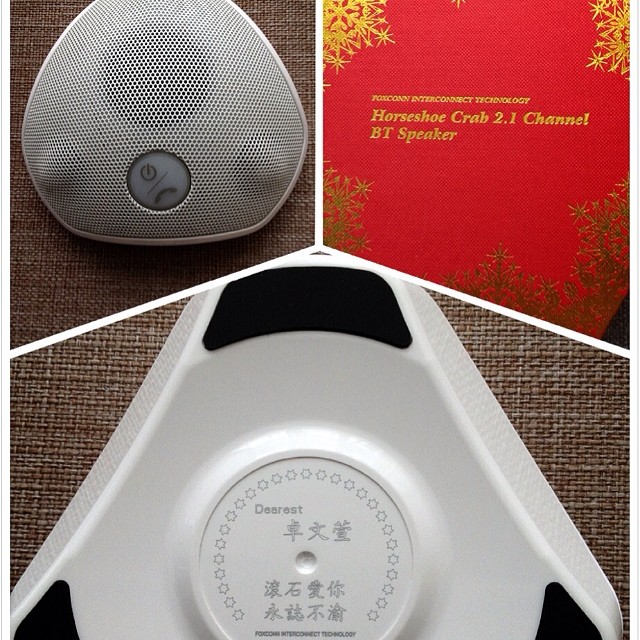 FOXCONN INTERCONNECT TECHNOLOGY
Horseshoe Crab 2.1 Channel
BT Speaker
Dearest
卓文萱
滾石愛你
永誌不渝
FOXCONN INTERCONNECT TECHNOLOGY